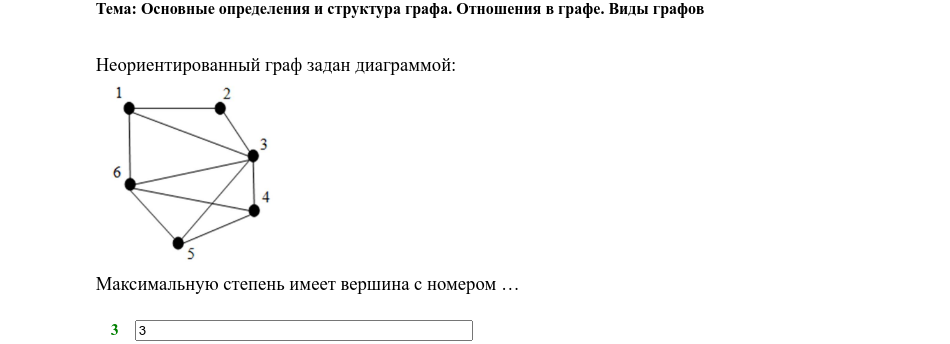 Тема: Основные определения и структура графа. Отношения в графе. Виды графов
Неориентированный граф задан диаграммой:
1
2
3
6
4
5
Максимальную степень имеет вершина с номером …
3 3